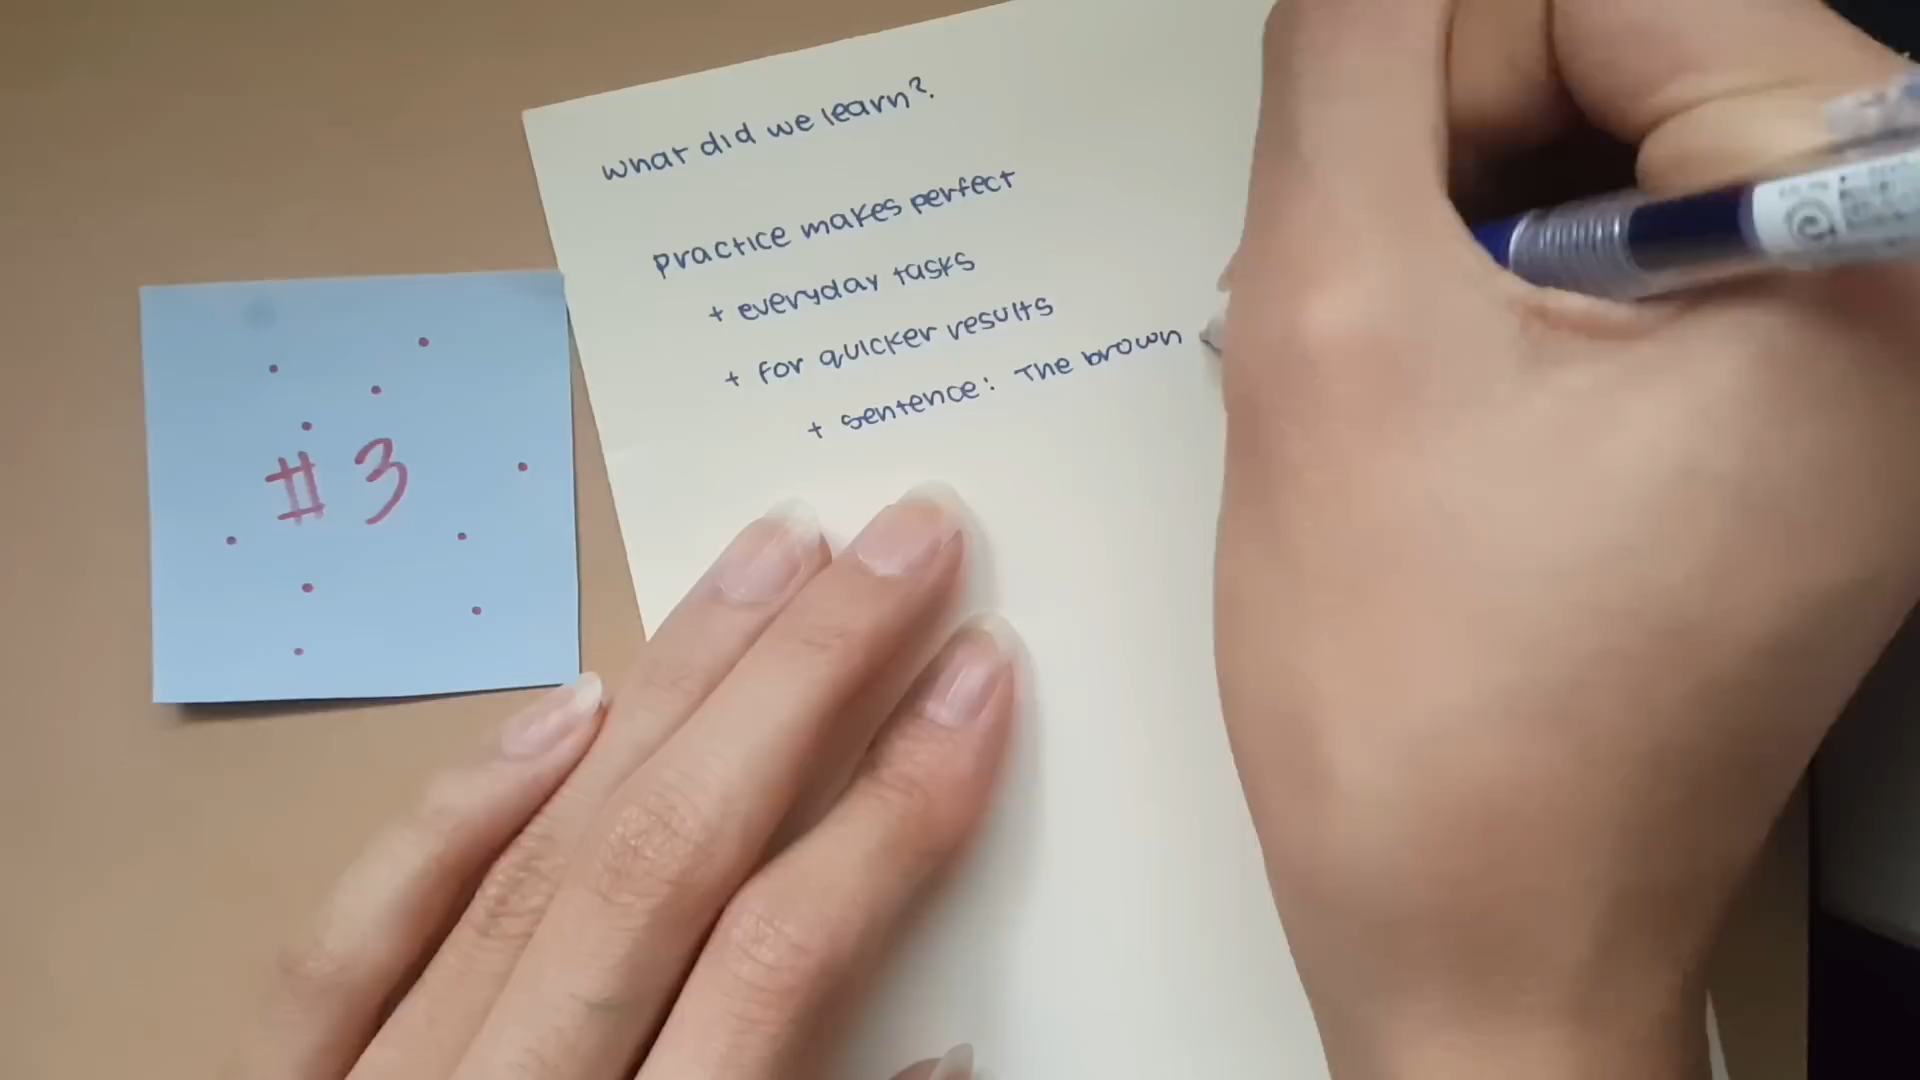 what did we learn?
practice makes perfect
+ everyday tasks
+ for quicker results
+ sentence: The brown
#3